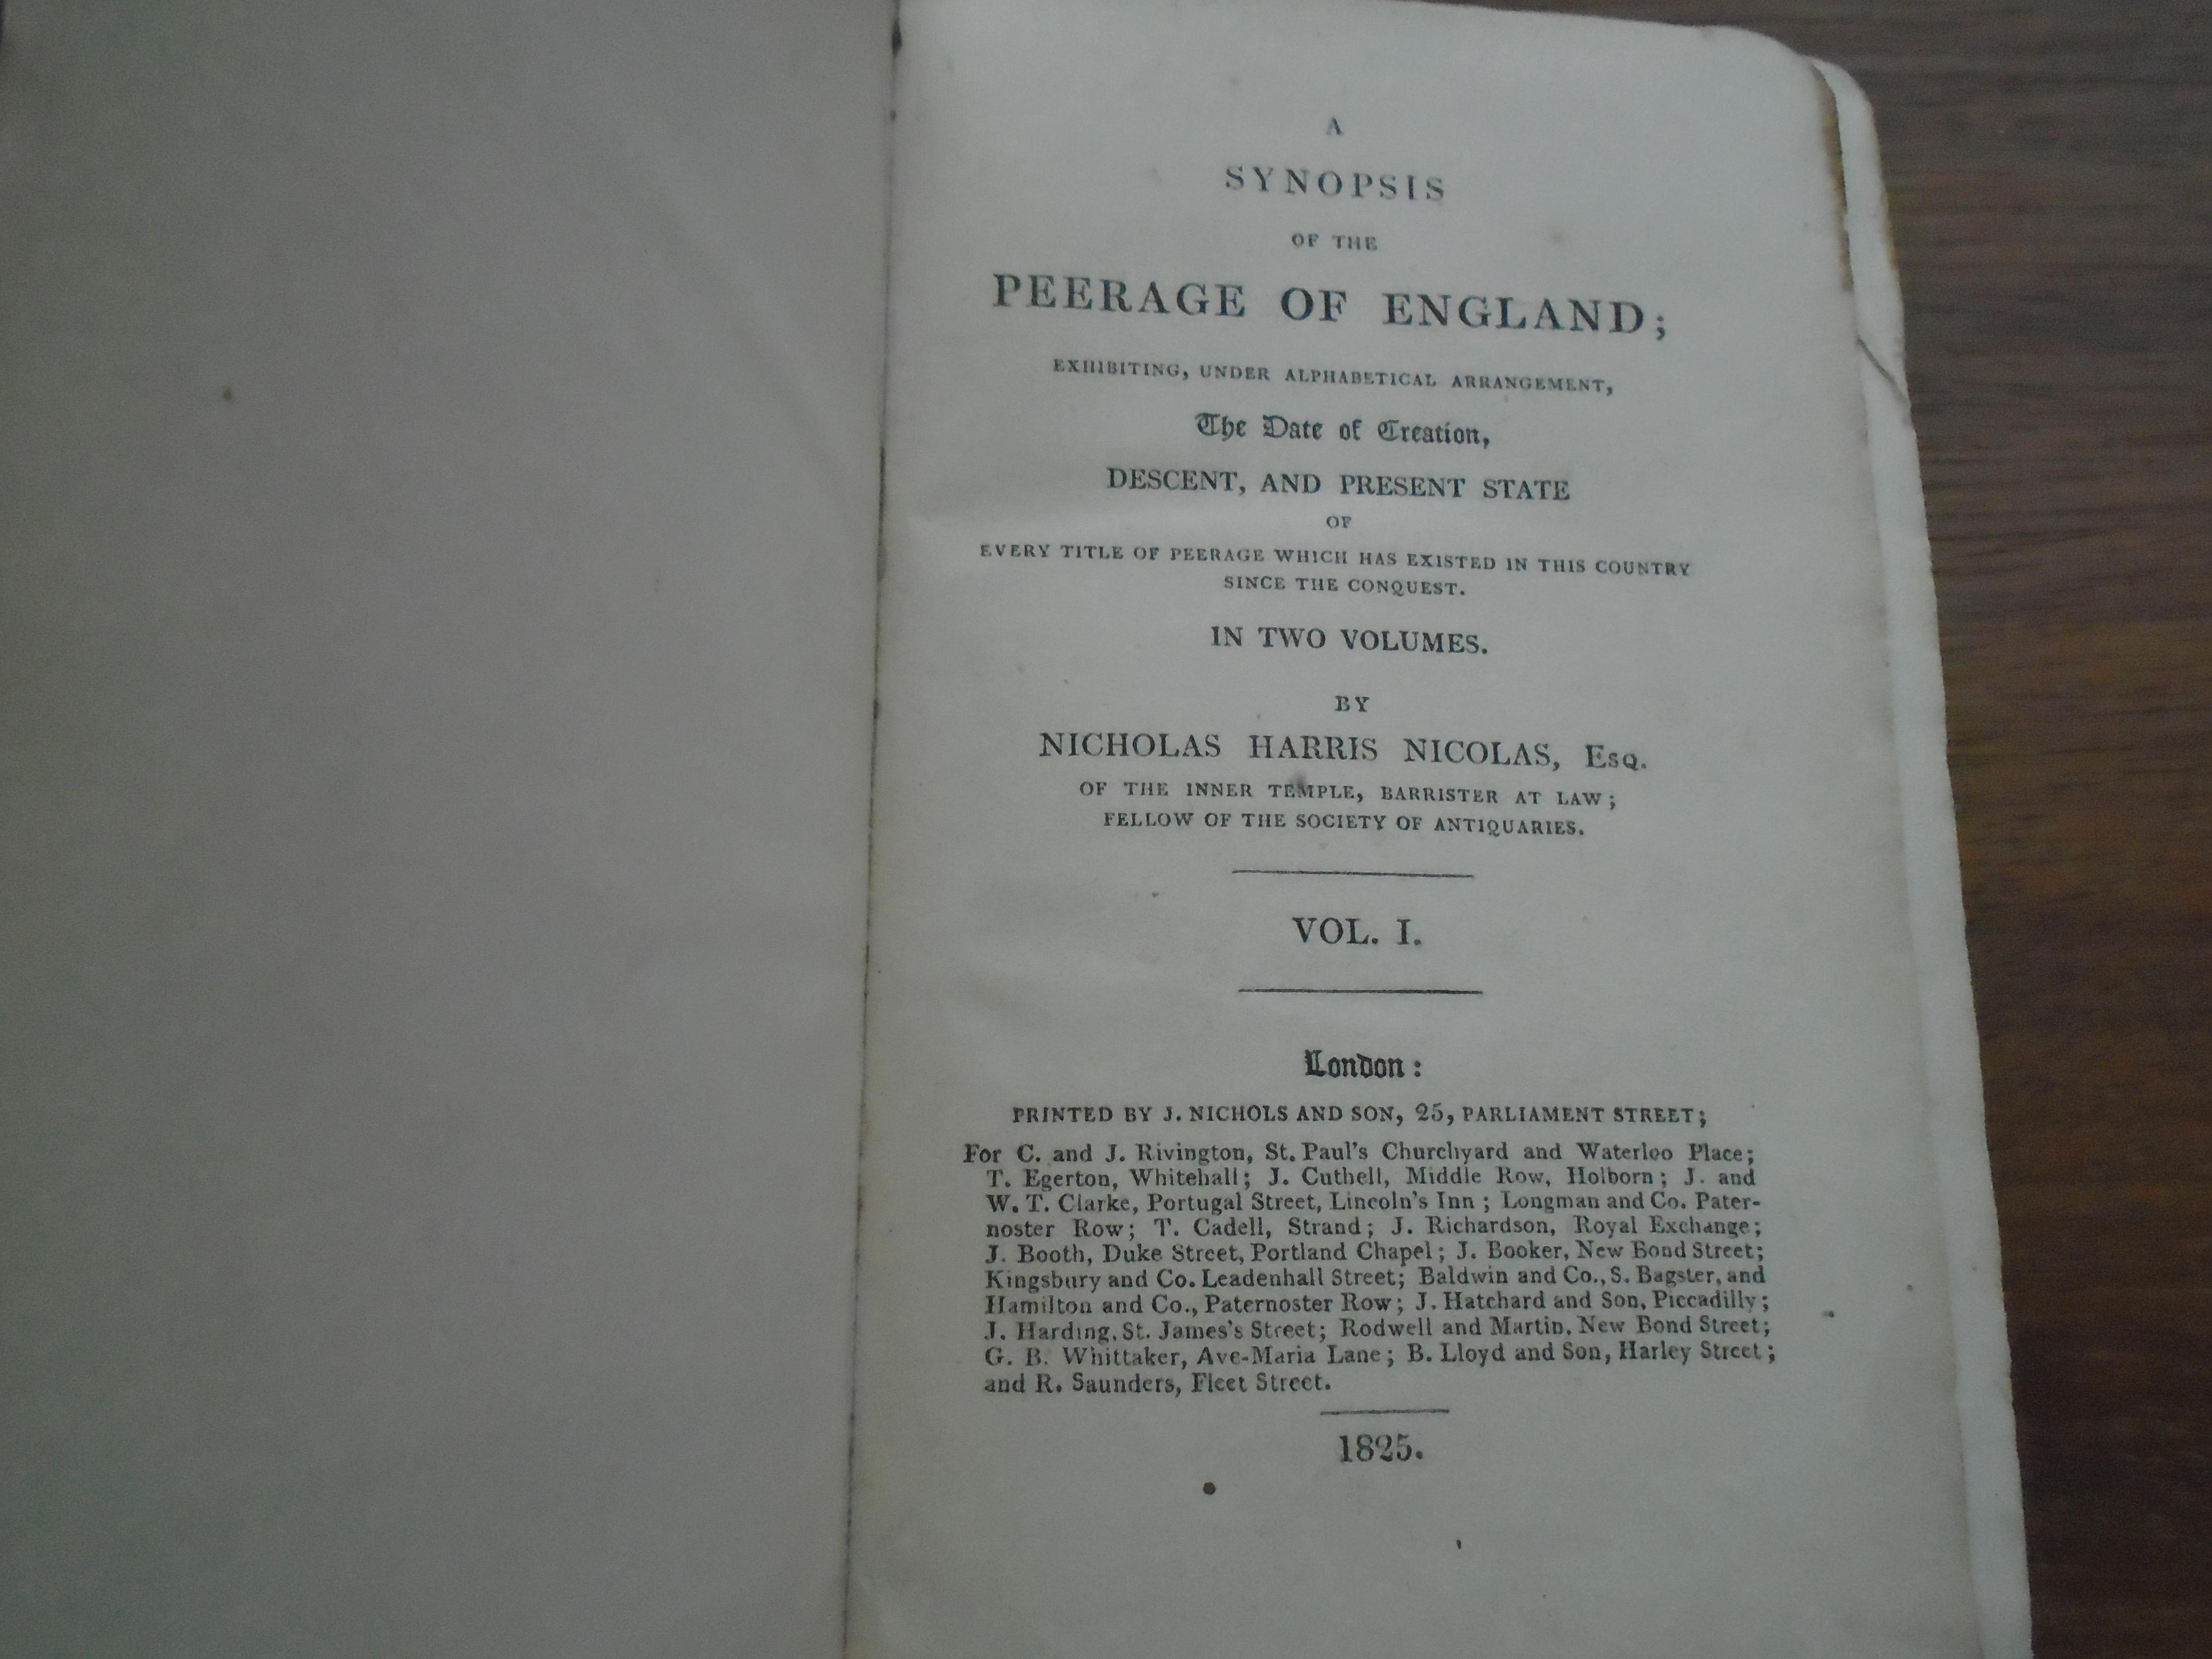 A
SYNOPSIS
OF THE
PEERAGE OF ENGLAND;
EXHIBITING, UNDER ALPHABETICAL ARRANGEMENT,
The Date of Creation,
DESCENT, AND PRESENT STATE
OF
EVERY TITLE OF PEERAGE WHICH HAS EXISTED IN THIS COUNTRY
SINCE THE CONQUEST.
IN TWO VOLUMES.
BY
NICHOLAS HARRIS NICOLAS, Esq.
OF THE INNER TEMPLE, BARRISTER AT LAW;
FELLOW OF THE SOCIETY OF ANTIQUARIES.
VOL. I.
London:
PRINTED BY J. NICHOLS AND SON, 25, PARLIAMENT STREET;
For C. and J. Rivington, St. Paul's Churchyard and Waterloo Place;
T. Egerton, Whitehall; J. Cuthell, Middle Row, Holborn; J. and
W. T. Clarke, Portugal Street, Lincoln's Inn; Longman and Co. Pater-
noster Row; T. Cadell, Strand; J. Richardson, Royal Exchange;
J. Booth, Duke Street, Portland Chapel; J. Booker, New Bond Street;
Kingsbury and Co. Leadenhall Street; Baldwin and Co., S. Bagster, and
Hamilton and Co., Paternoster Row; J. Hatchard and Son, Piccadilly;
J. Harding, St. James's Street; Rodwell and Martin, New Bond Street;
G. B. Whittaker, Ave-Maria Lane; B. Lloyd and Son, Harley Street;
and R. Saunders, Fleet Street.
1825.